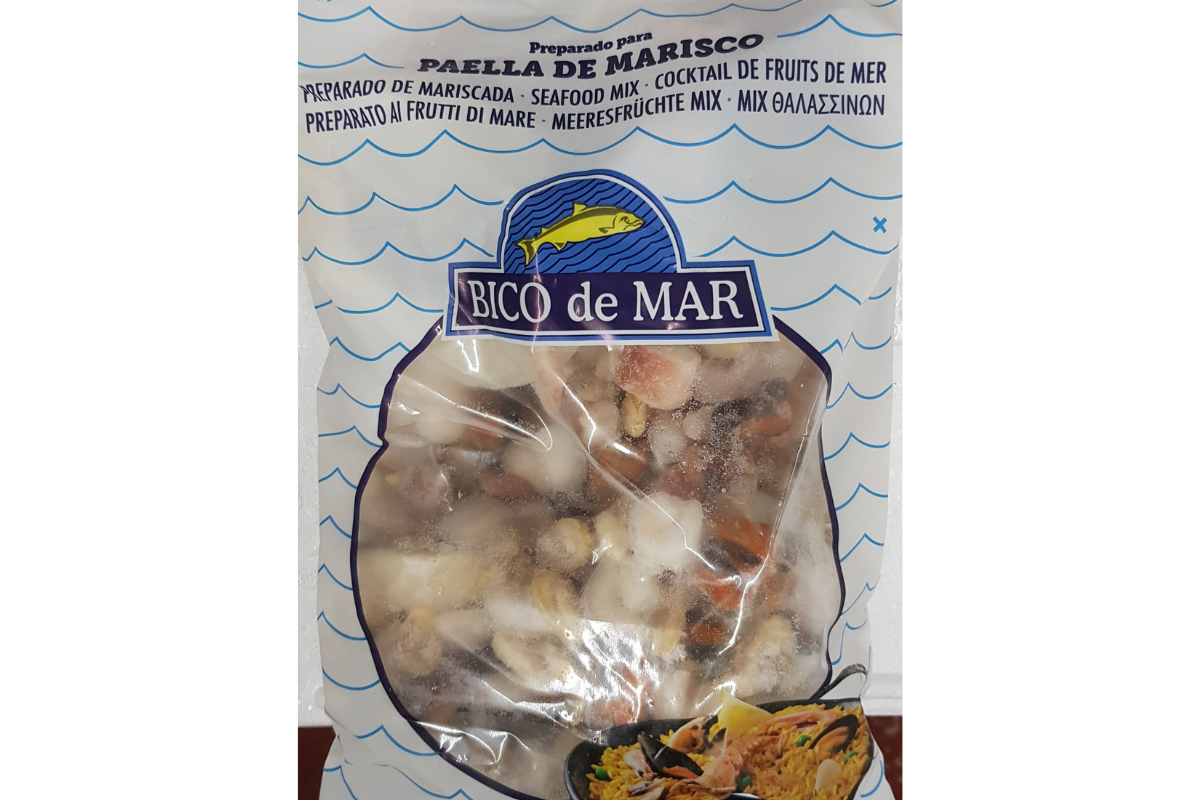 Preparado para
PAELLA DE MARISCO
PREPARADO DE MARISCADA · SEAFOOD MIX · COCKTAIL DE FRUITS DE MER
PREPARATO AI FRUTTI DI MARE · MEERESFRÜCHTE MIX · MIX ΘΑΛΑΣΣΙΝΩΝ
BICO de MAR